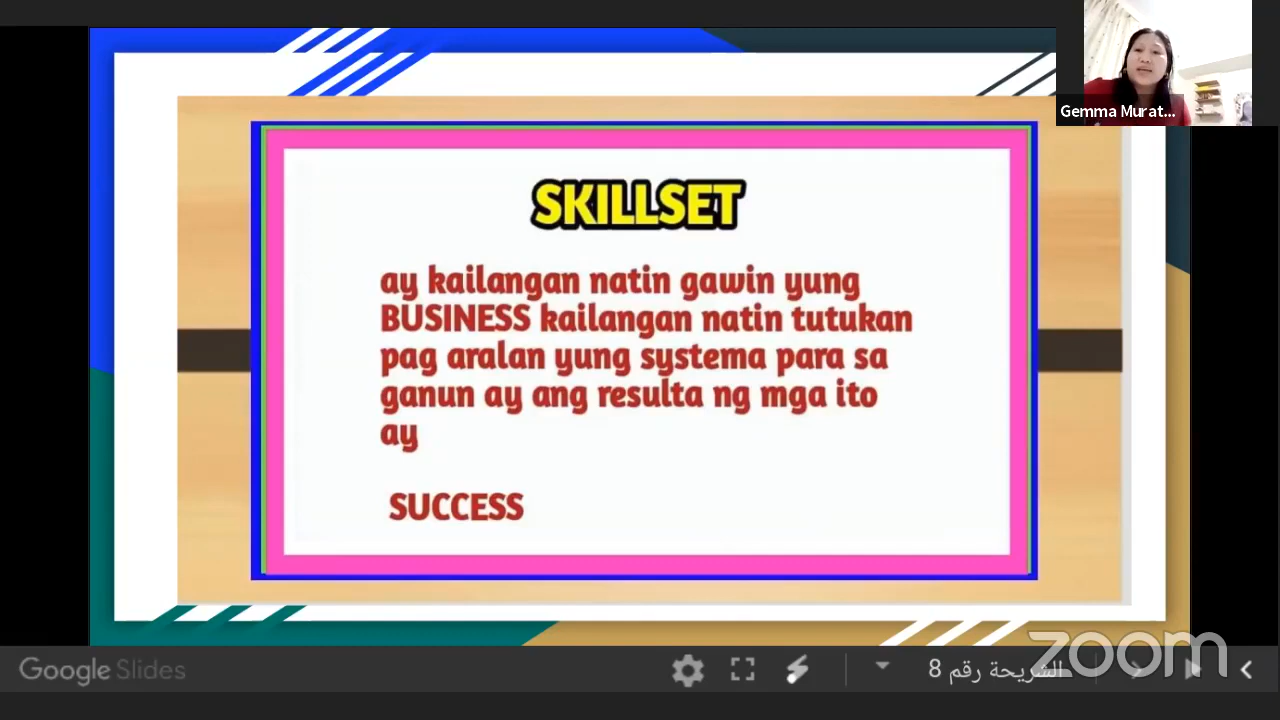 Gemma Murat...
SKILLSET
ay kailangan natin gawin yung
BUSINESS kailangan natin tutukan
pag aralan yung systema para sa
ganun ay ang resulta ng mga ito
ay
SUCCESS
zoom
Google Slides
الشريحة رقم 8